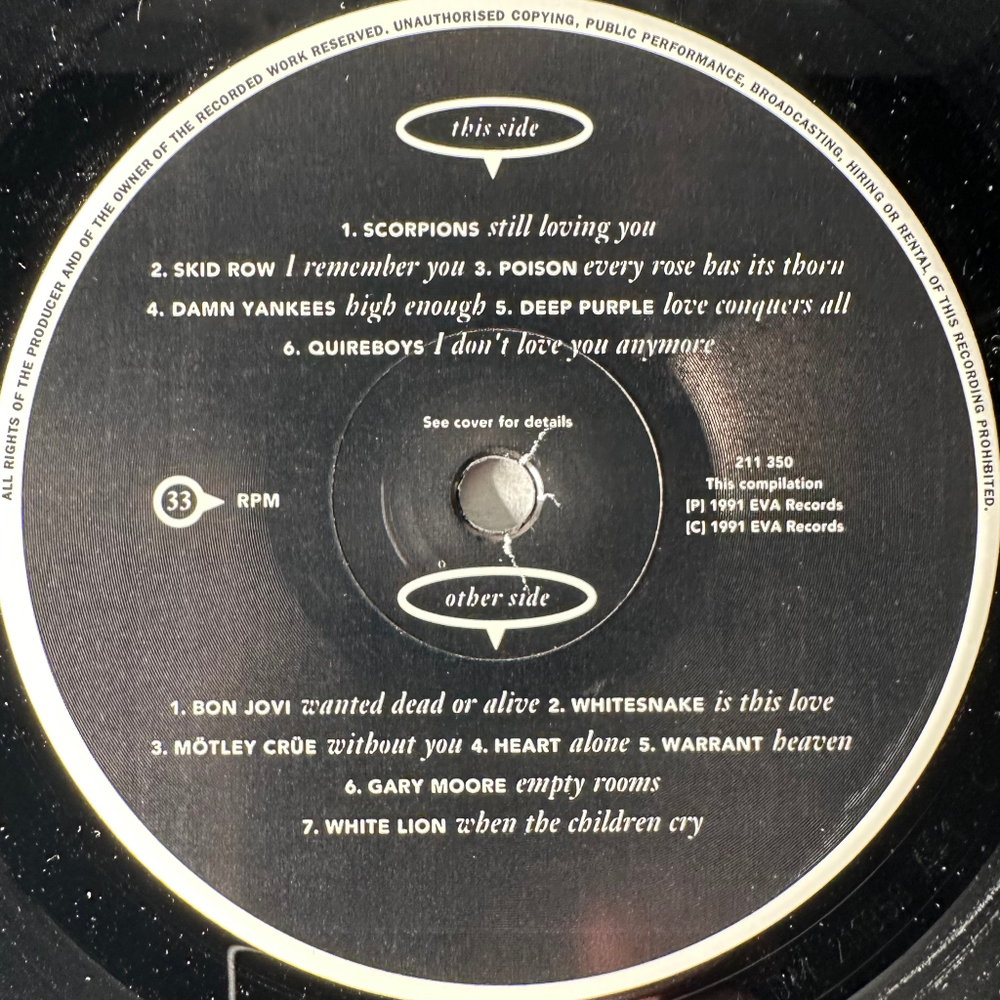 ALL RIGHTS OF THE PRODUCER AND OF THE OWNER OF THE RECORDED WORK RESERVED. UNAUTHORISED COPYING, PUBLIC PERFORMANCE, BROADCASTING, HIRING OR RENTAL OF THIS RECORDING PROHIBITED.
this side
1. SCORPIONS still loving you
2. SKID ROW I remember you 3. POISON every rose has its thorn
4. DAMN YANKEES high enough 5. DEEP PURPLE love conquers all
6. QUIREBOYS I don't love you anymore
See cover for details
33 RPM
211 350
This compilation
[P] 1991 EVA Records
[C] 1991 EVA Records
other side
1. BON JOVI wanted dead or alive 2. WHITESNAKE is this love
3. MÖTLEY CRÜE without you 4. HEART alone 5. WARRANT heaven
6. GARY MOORE empty rooms
7. WHITE LION when the children cry